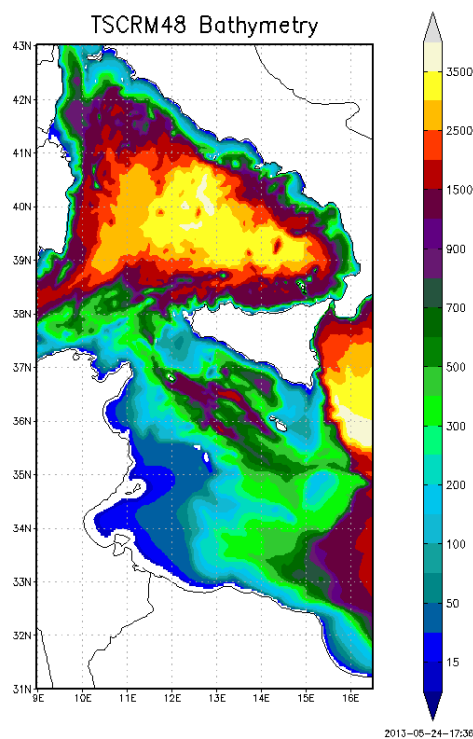 TSCRM48 Bathymetry
43N
42N
41N
40N
39N
38N
37N
36N
35N
34N
33N
32N
31N
9E 10E 11E 12E 13E 14E 15E 16E
3500
2500
1500
900
700
500
300
200
100
50
15
2013-05-24-17:36